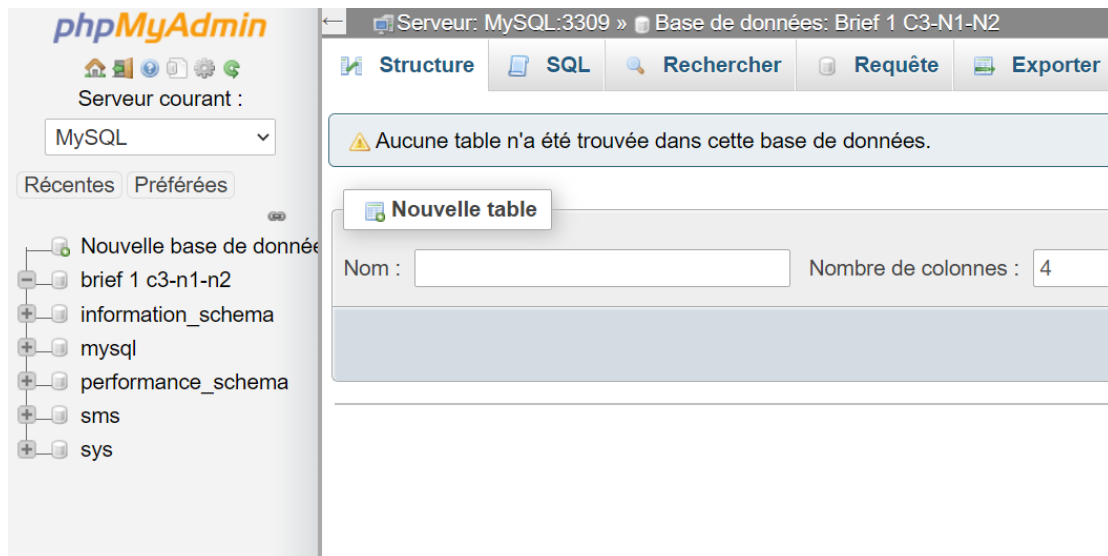 phpMyAdmin
Serveur courant :
MySQL
Récentes Préférées
Nouvelle base de donnée
brief 1 c3-n1-n2
information_schema
mysql
performance_schema
sms
sys
Serveur: MySQL:3309 » Base de données: Brief 1 C3-N1-N2
Structure SQL Rechercher Requête Exporter
Aucune table n'a été trouvée dans cette base de données.
Nouvelle table
Nom : Nombre de colonnes : 4